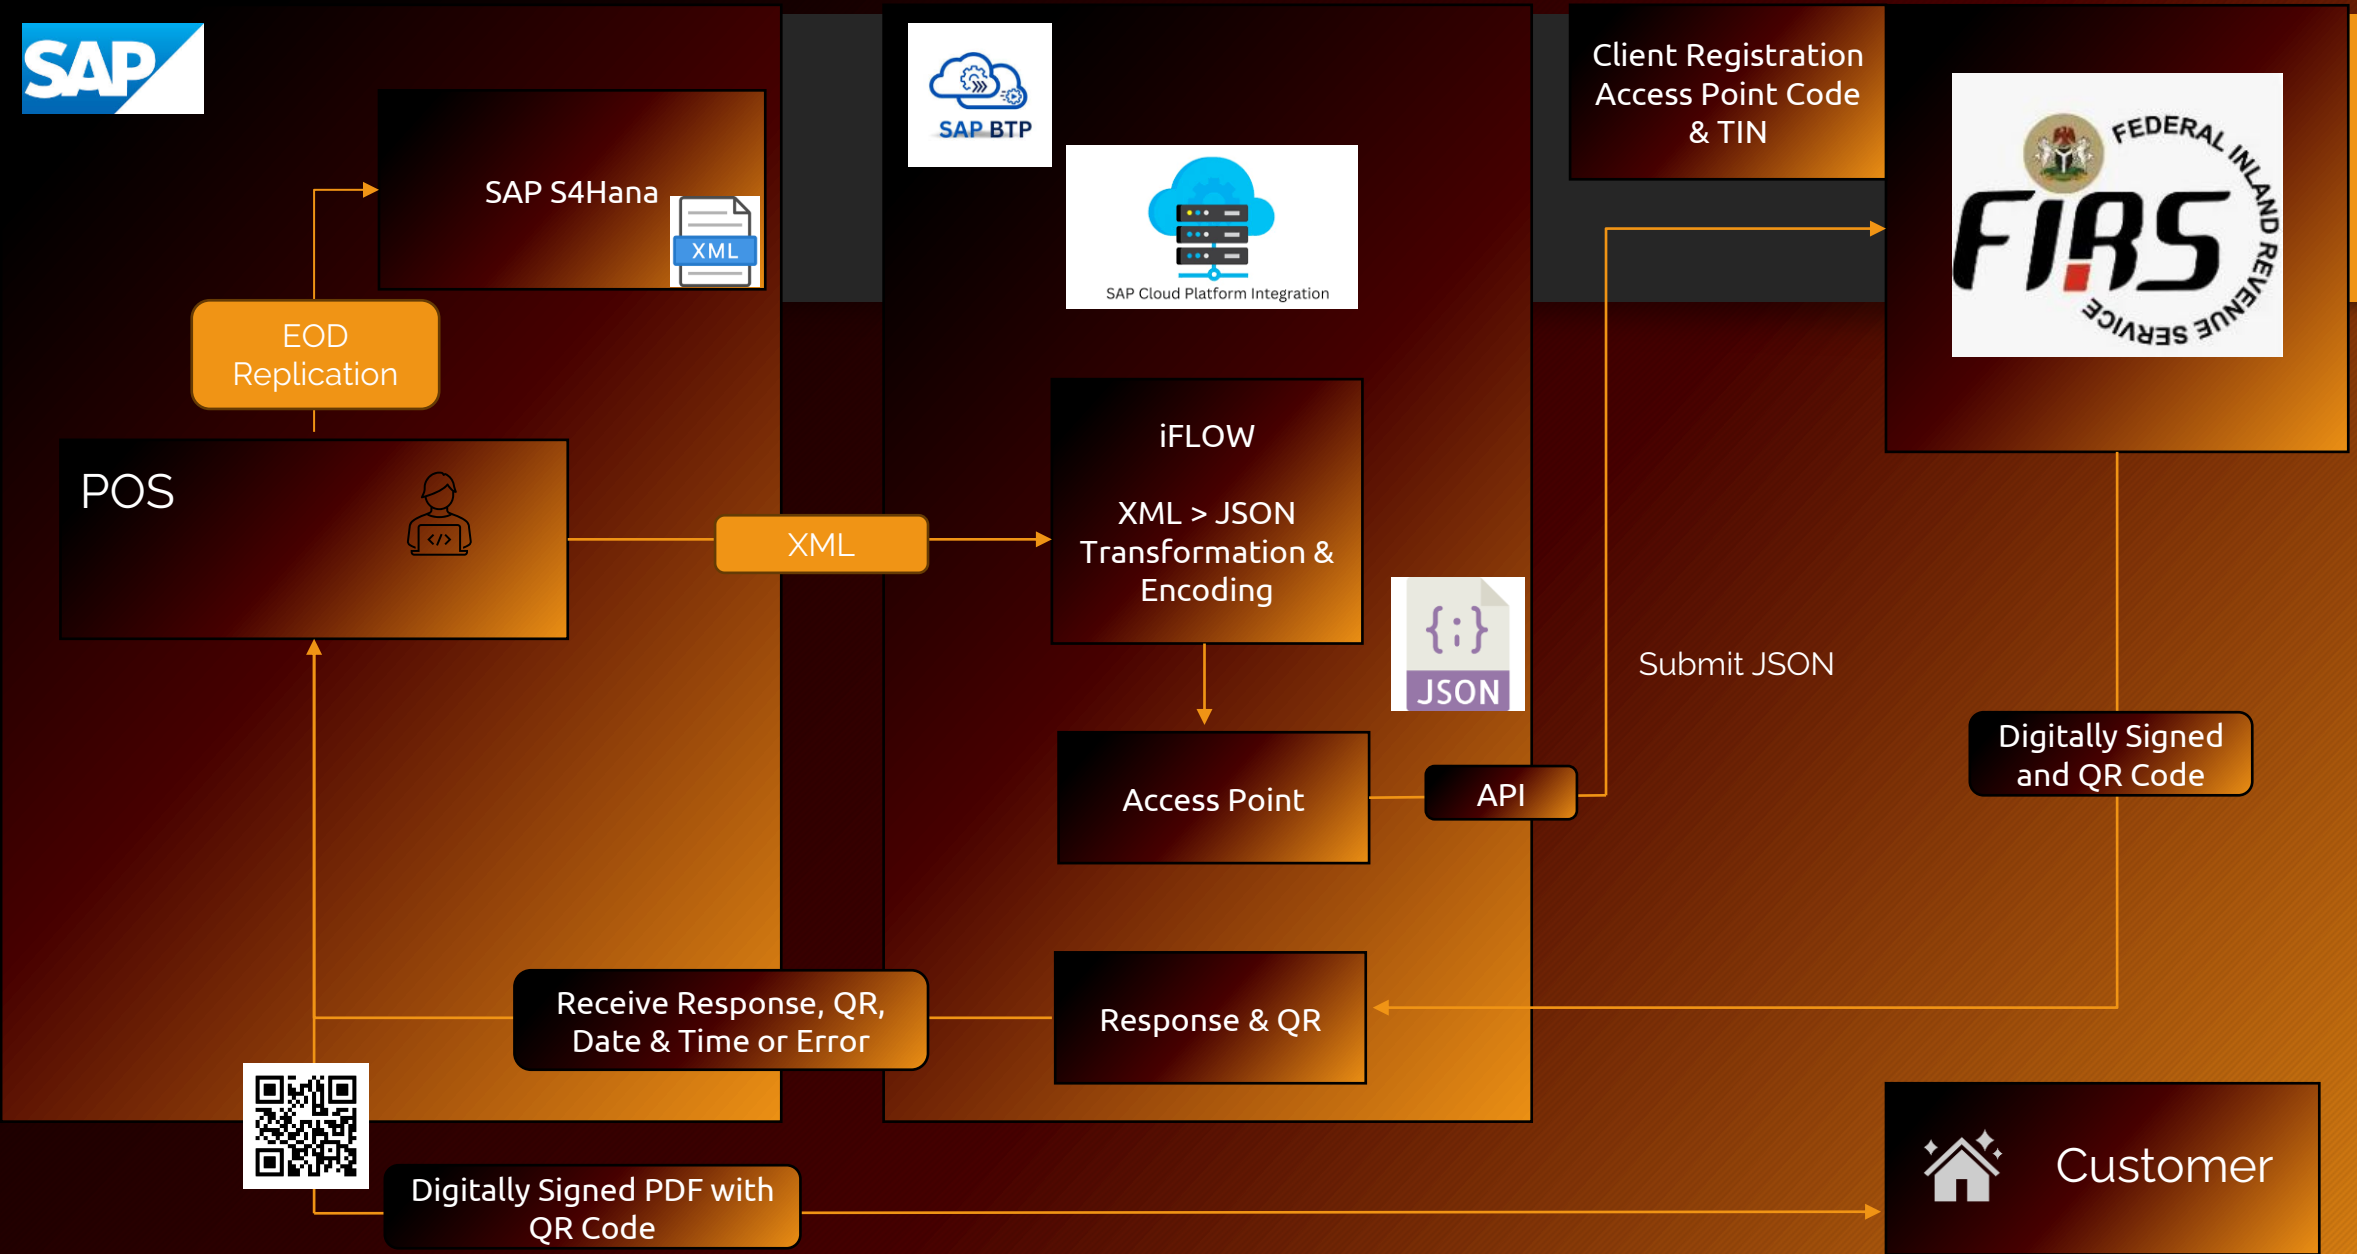 SAP
SAP S4Hana
XML
EOD
Replication
POS
XML
SAP BTP
SAP Cloud Platform Integration
iFLOW
XML > JSON
Transformation &
Encoding
{:}
JSON
Access Point
API
Submit JSON
Client Registration
Access Point Code
& TIN
FEDERAL INLAND REVENUE SERVICE
FIRS
Digitally Signed
and QR Code
Response & QR
Receive Response, QR,
Date & Time or Error
Digitally Signed PDF with
QR Code
Customer